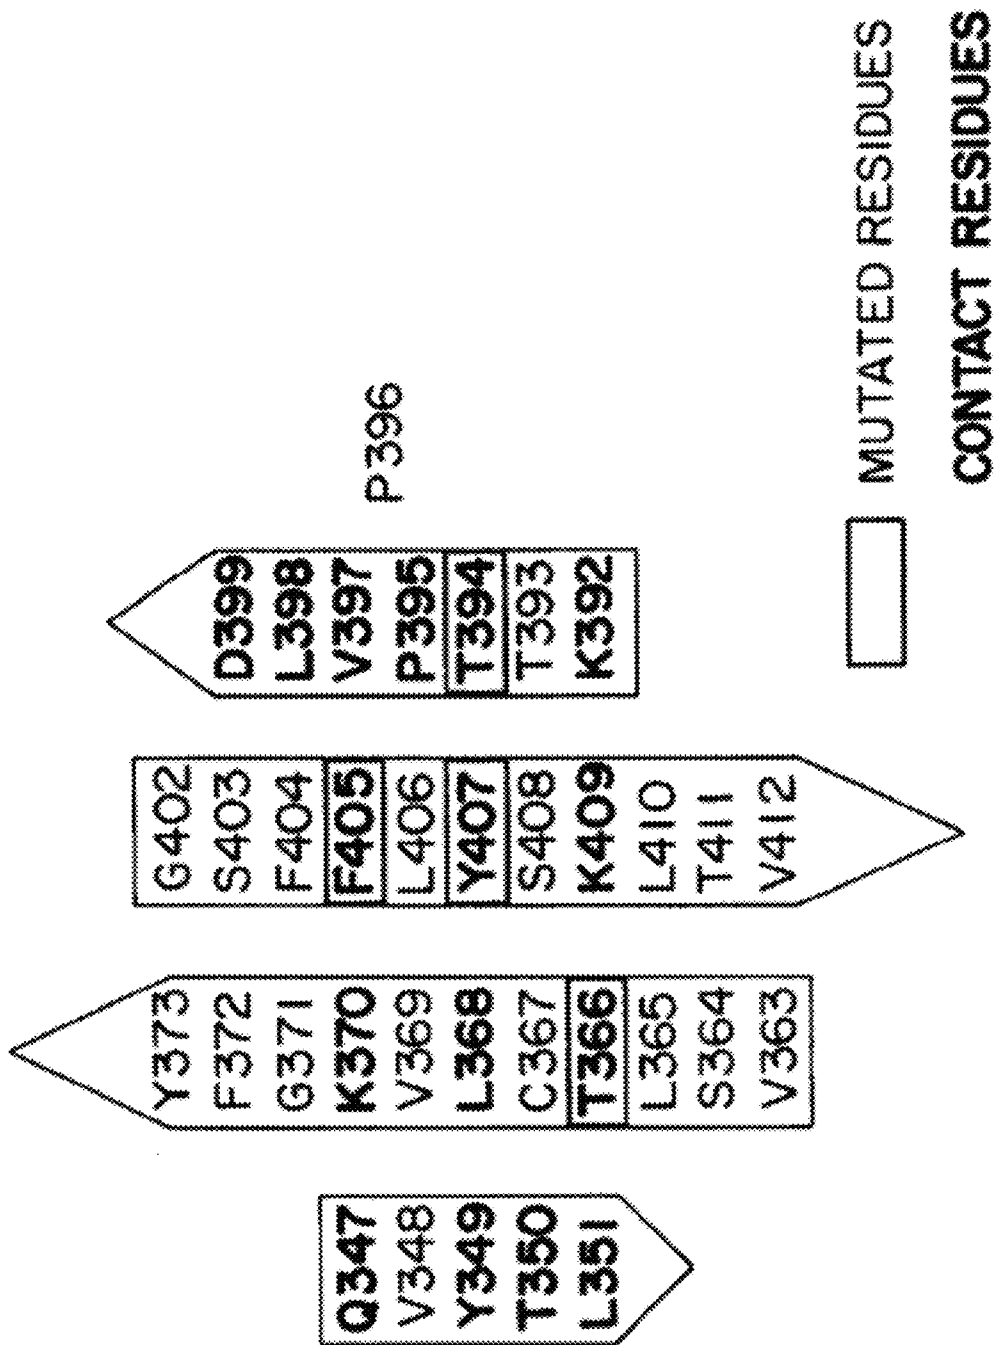 Q347
V348
Y349
T350
L351
Y373
F372
G371
K370
V369
L368
C367
T366
L365
S364
V363
G402
S403
F404
F405
L406
Y407
S408
K409
L410
T411
V412
D399
L398
V397
P395
T394
T393
K392
P396
MUTATED RESIDUES
CONTACT RESIDUES